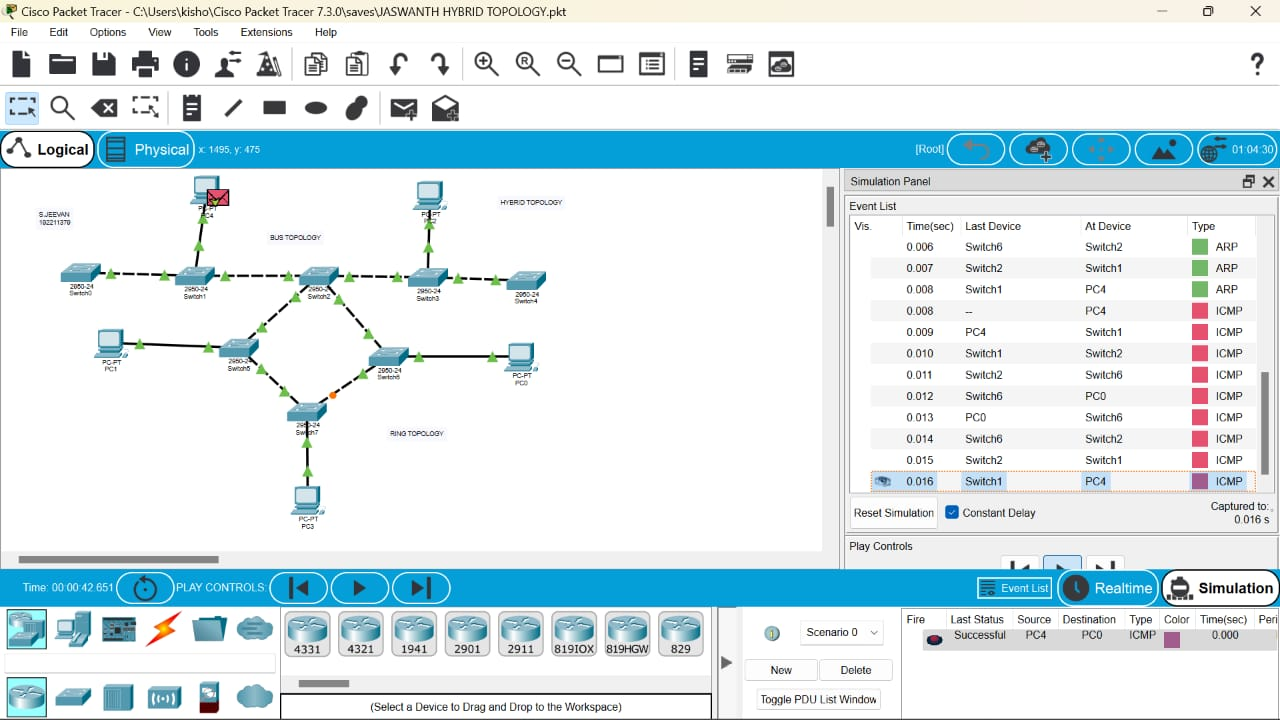 Cisco Packet Tracer - C:\Users\kisho\Cisco Packet Tracer 7.3.0\saves\JASWANTH HYBRID TOPOLOGY.pkt
File Edit Options View Tools Extensions Help
Logical Physical x: 1495, y: 475 [Root] 01:04:30
S.JEEVAN
192211379
HYBRID TOPOLOGY
BUS TOPOLOGY
PC-PT
PC4
PC-PT
PC2
2950-24
Switch0
2950-24
Switch1
2950-24
Switch2
2950-24
Switch3
2950-24
Switch4
PC-PT
PC1
2950-24
Switch5
2950-24
Switch6
PC-PT
PC0
2950-24
Switch7
RING TOPOLOGY
PC-PT
PC3
Simulation Panel
Event List
Vis. Time(sec) Last Device At Device Type
0.006 Switch6 Switch2 ARP
0.007 Switch2 Switch1 ARP
0.008 Switch1 PC4 ARP
0.008 -- PC4 ICMP
0.009 PC4 Switch1 ICMP
0.010 Switch1 Switch2 ICMP
0.011 Switch2 Switch6 ICMP
0.012 Switch6 PC0 ICMP
0.013 PC0 Switch6 ICMP
0.014 Switch6 Switch2 ICMP
0.015 Switch2 Switch1 ICMP
0.016 Switch1 PC4 ICMP
Reset Simulation Constant Delay Captured to:
0.016 s
Play Controls
Time: 00:00:42.651 PLAY CONTROLS: Event List Realtime Simulation
4331 4321 1941 2901 2911 819IOX 819HGW 829
(Select a Device to Drag and Drop to the Workspace)
Scenario 0
New Delete
Toggle PDU List Window
Fire Last Status Source Destination Type Color Time(sec) Peri
Successful PC4 PC0 ICMP 0.000